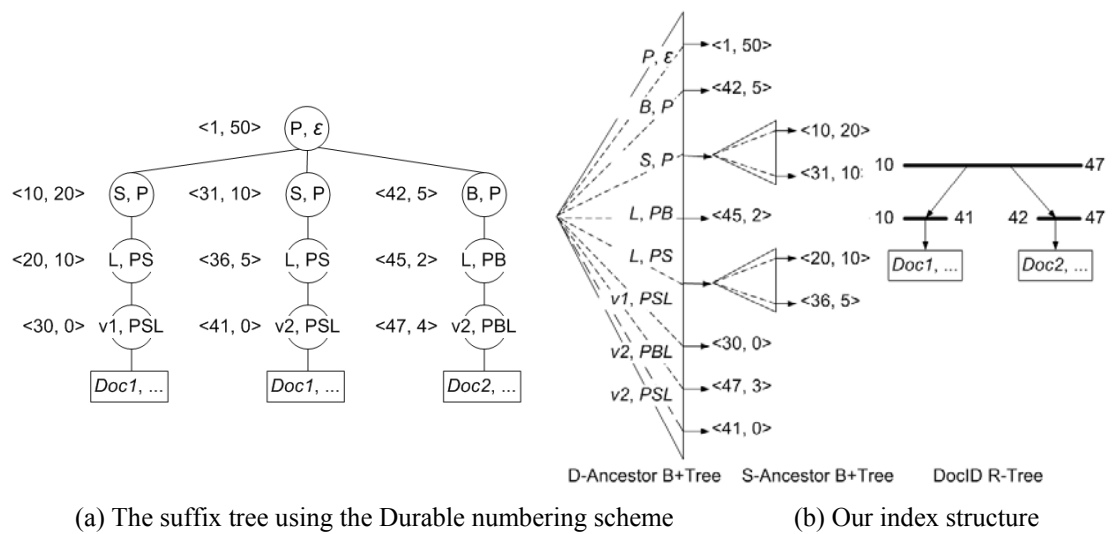 <1, 50> P, ε
<10, 20> S, P <31, 10> S, P <42, 5> B, P
<20, 10> L, PS <36, 5> L, PS <45, 2> L, PB
<30, 0> v1, PSL <41, 0> v2, PSL <47, 4> v2, PBL
Doc1, ... Doc1, ... Doc2, ...
P, ε <1, 50>
B, P <42, 5>
S, P <10, 20>
<31, 10>
L, PB <45, 2>
L, PS <20, 10>
<36, 5>
v1, PSL <30, 0>
v2, PBL <47, 3>
v2, PSL <41, 0>
10 47
10 41 42 47
Doc1, ... Doc2, ...
D-Ancestor B+Tree S-Ancestor B+Tree DocID R-Tree
(a) The suffix tree using the Durable numbering scheme (b) Our index structure